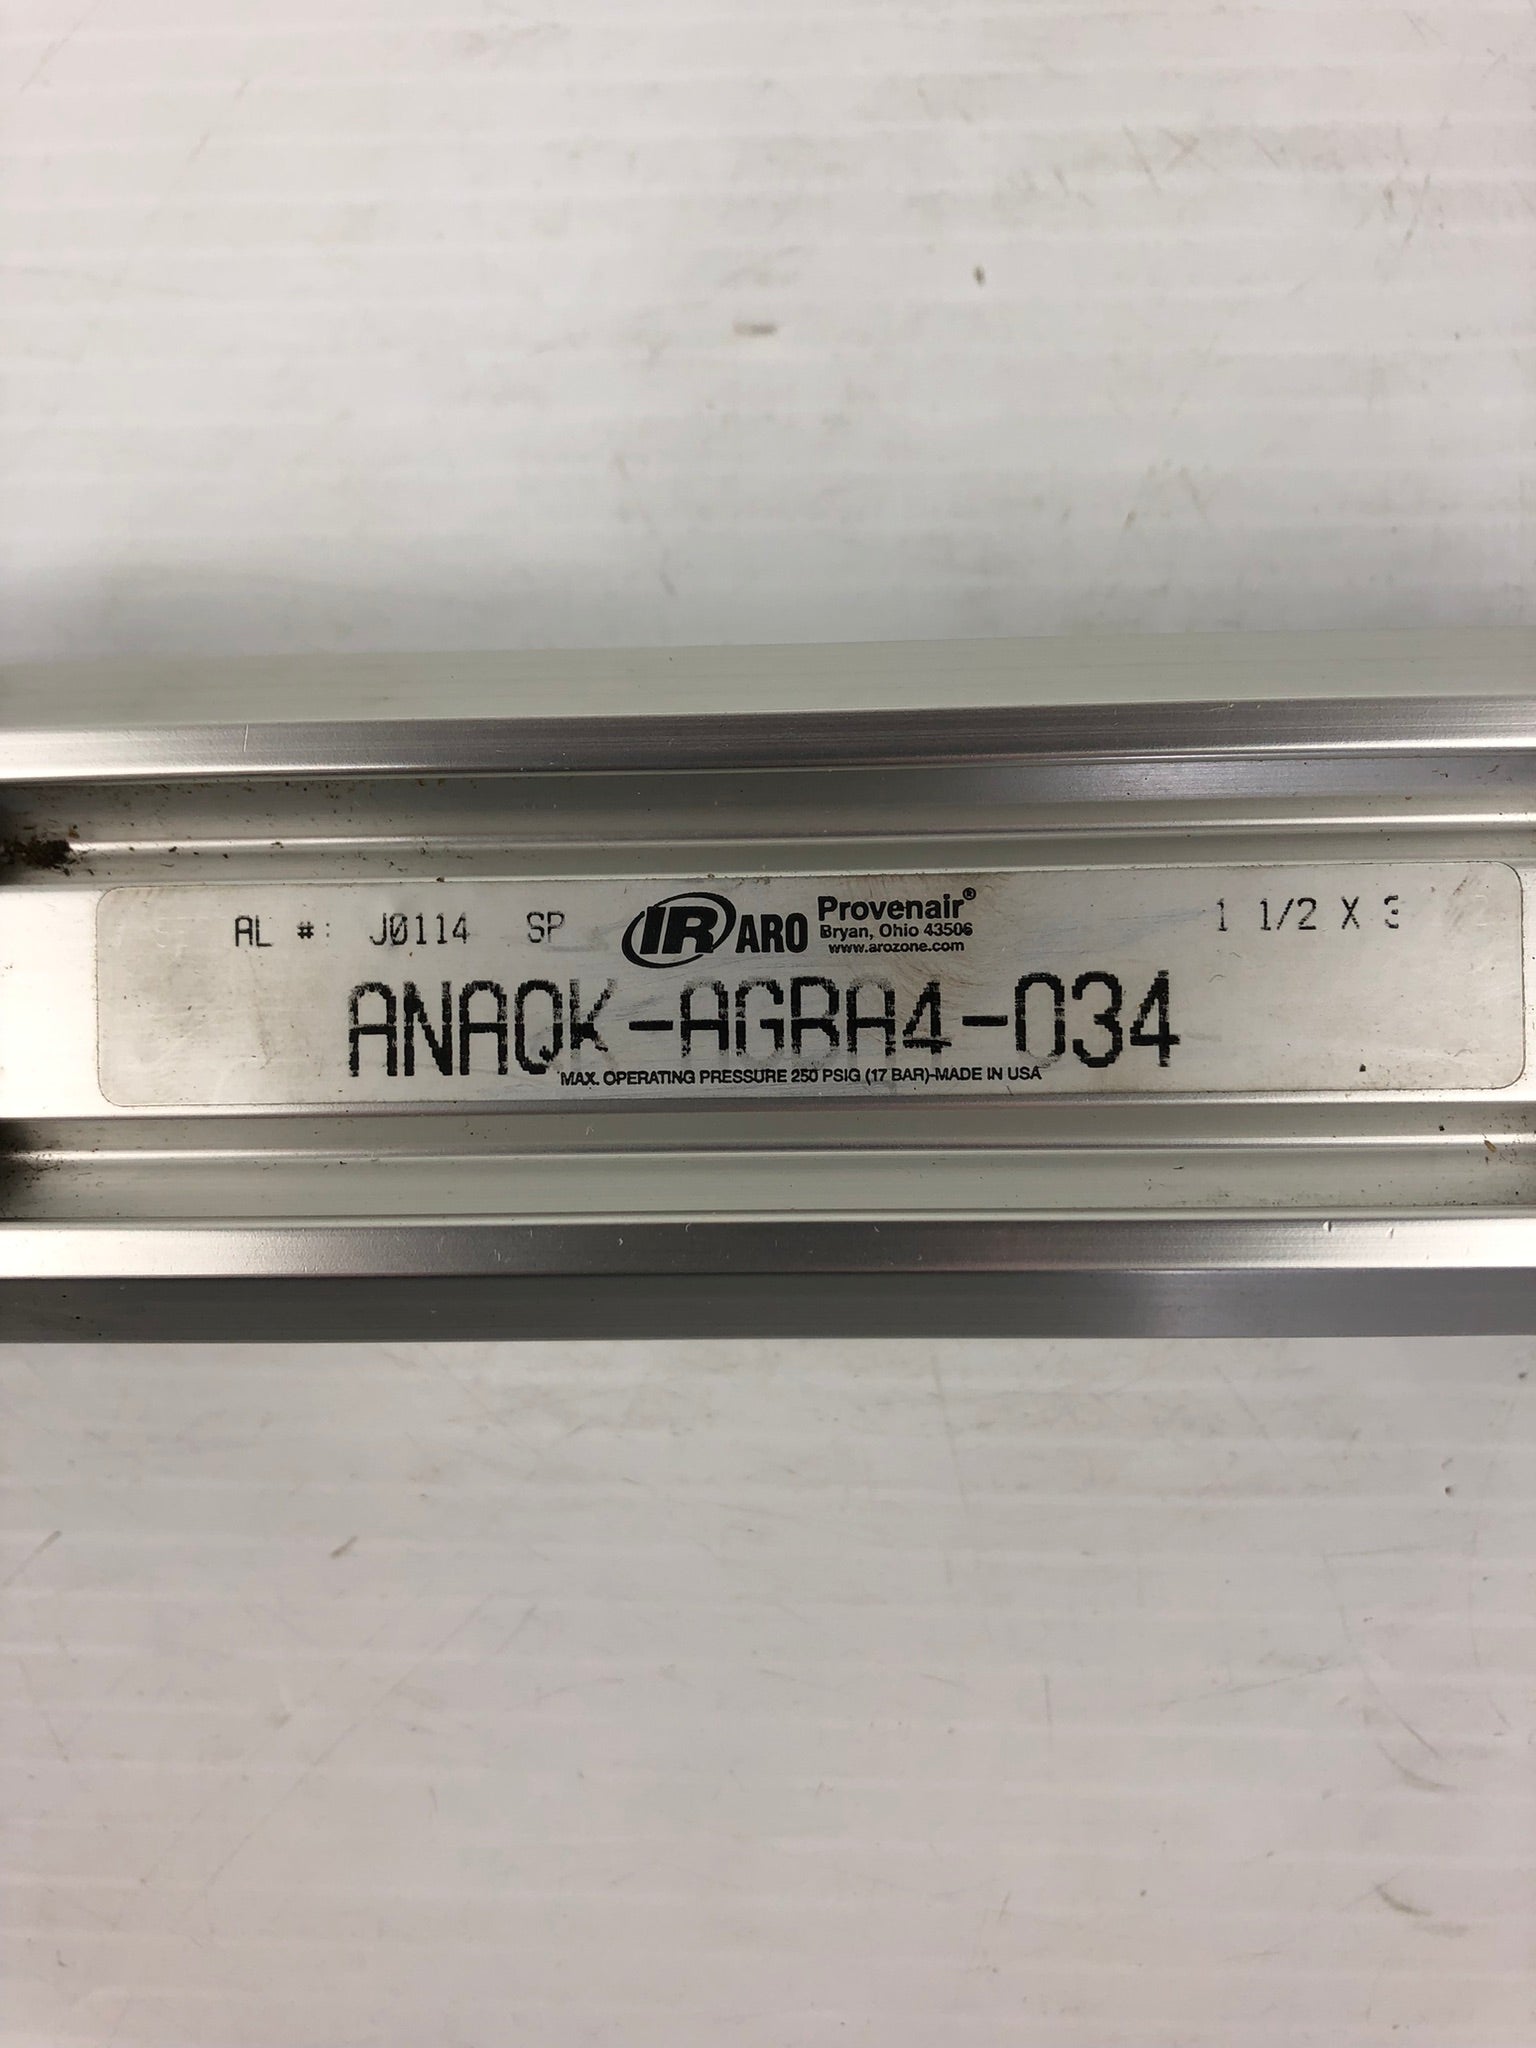 AL #: J0114 SP IR ARO Provenair® 1 1/2 X 3
Bryan, Ohio 43506
www.arozone.com
ANAQK-AGBA4-034
MAX. OPERATING PRESSURE 250 PSIG (17 BAR)-MADE IN USA